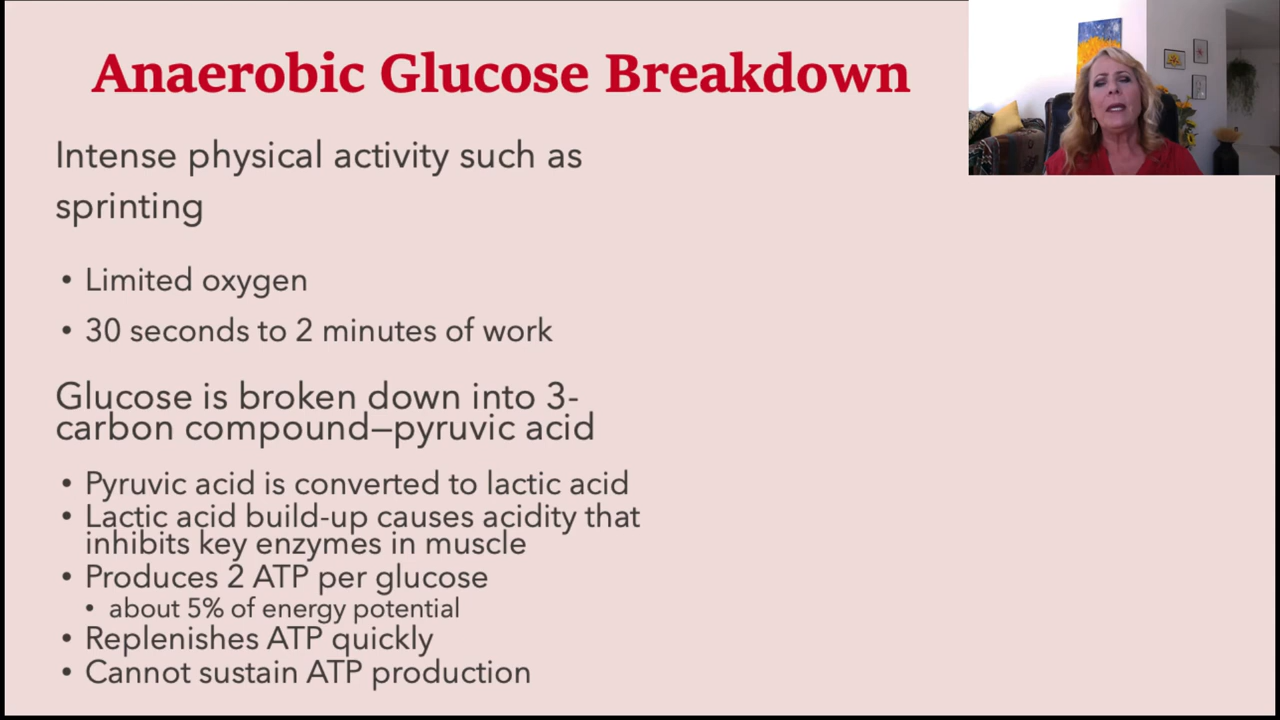 Anaerobic Glucose Breakdown
Intense physical activity such as
sprinting
• Limited oxygen
• 30 seconds to 2 minutes of work
Glucose is broken down into 3-
carbon compound—pyruvic acid
• Pyruvic acid is converted to lactic acid
• Lactic acid build-up causes acidity that
inhibits key enzymes in muscle
• Produces 2 ATP per glucose
• about 5% of energy potential
• Replenishes ATP quickly
• Cannot sustain ATP production